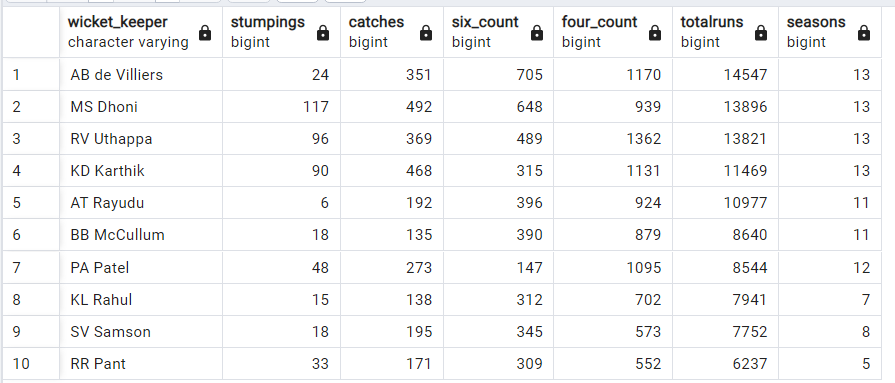 wicket_keeper stumpings catches six_count four_count totalruns seasons
character varying bigint bigint bigint bigint bigint bigint
1 AB de Villiers 24 351 705 1170 14547 13
2 MS Dhoni 117 492 648 939 13896 13
3 RV Uthappa 96 369 489 1362 13821 13
4 KD Karthik 90 468 315 1131 11469 13
5 AT Rayudu 6 192 396 924 10977 11
6 BB McCullum 18 135 390 879 8640 11
7 PA Patel 48 273 147 1095 8544 12
8 KL Rahul 15 138 312 702 7941 7
9 SV Samson 18 195 345 573 7752 8
10 RR Pant 33 171 309 552 6237 5